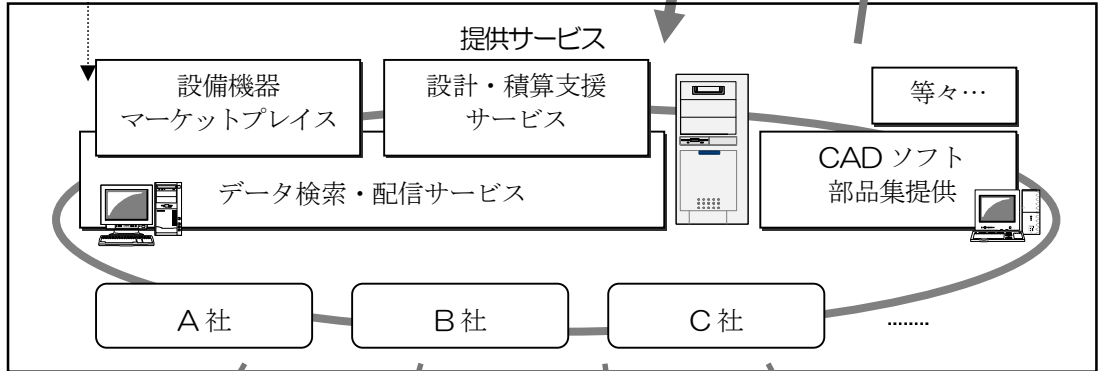 提供サービス
設備機器
マーケットプレイス
設計・積算支援
サービス
等々…
データ検索・配信サービス
CAD ソフト
部品集提供
A 社
B 社
C 社
........